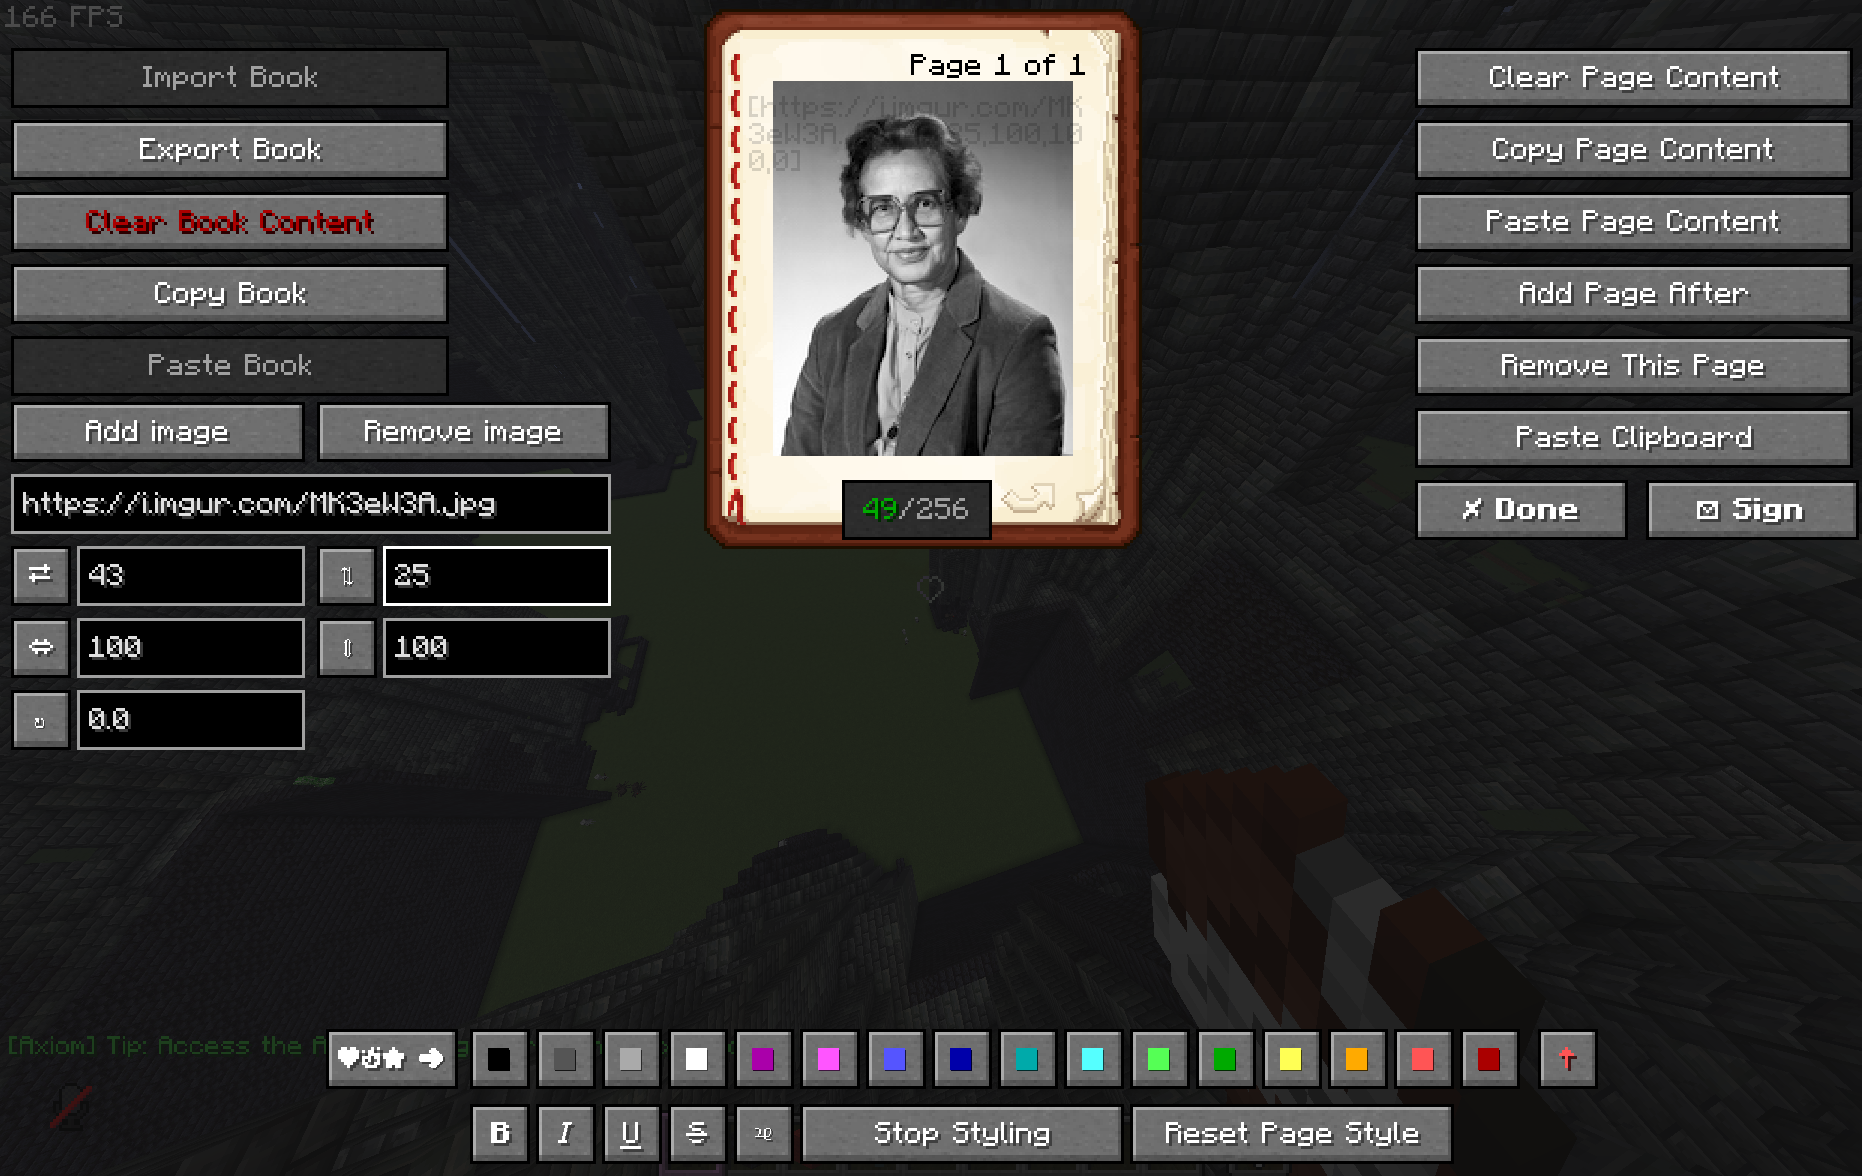 166 FPS
Import Book
Export Book
Clear Book Content
Copy Book
Paste Book
Add image
Remove image
https://i.imgur.com/MK3eW3A.jpg
43
25
100
100
0.0
Page 1 of 1
[https://i.imgur.com/MK
3eW3A.
5,100,10
0,0]
49/256
Clear Page Content
Copy Page Content
Paste Page Content
Add Page After
Remove This Page
Paste Clipboard
✗ Done
Sign
[Axiom] Tip: Access the A
B I U S
Stop Styling
Reset Page Style